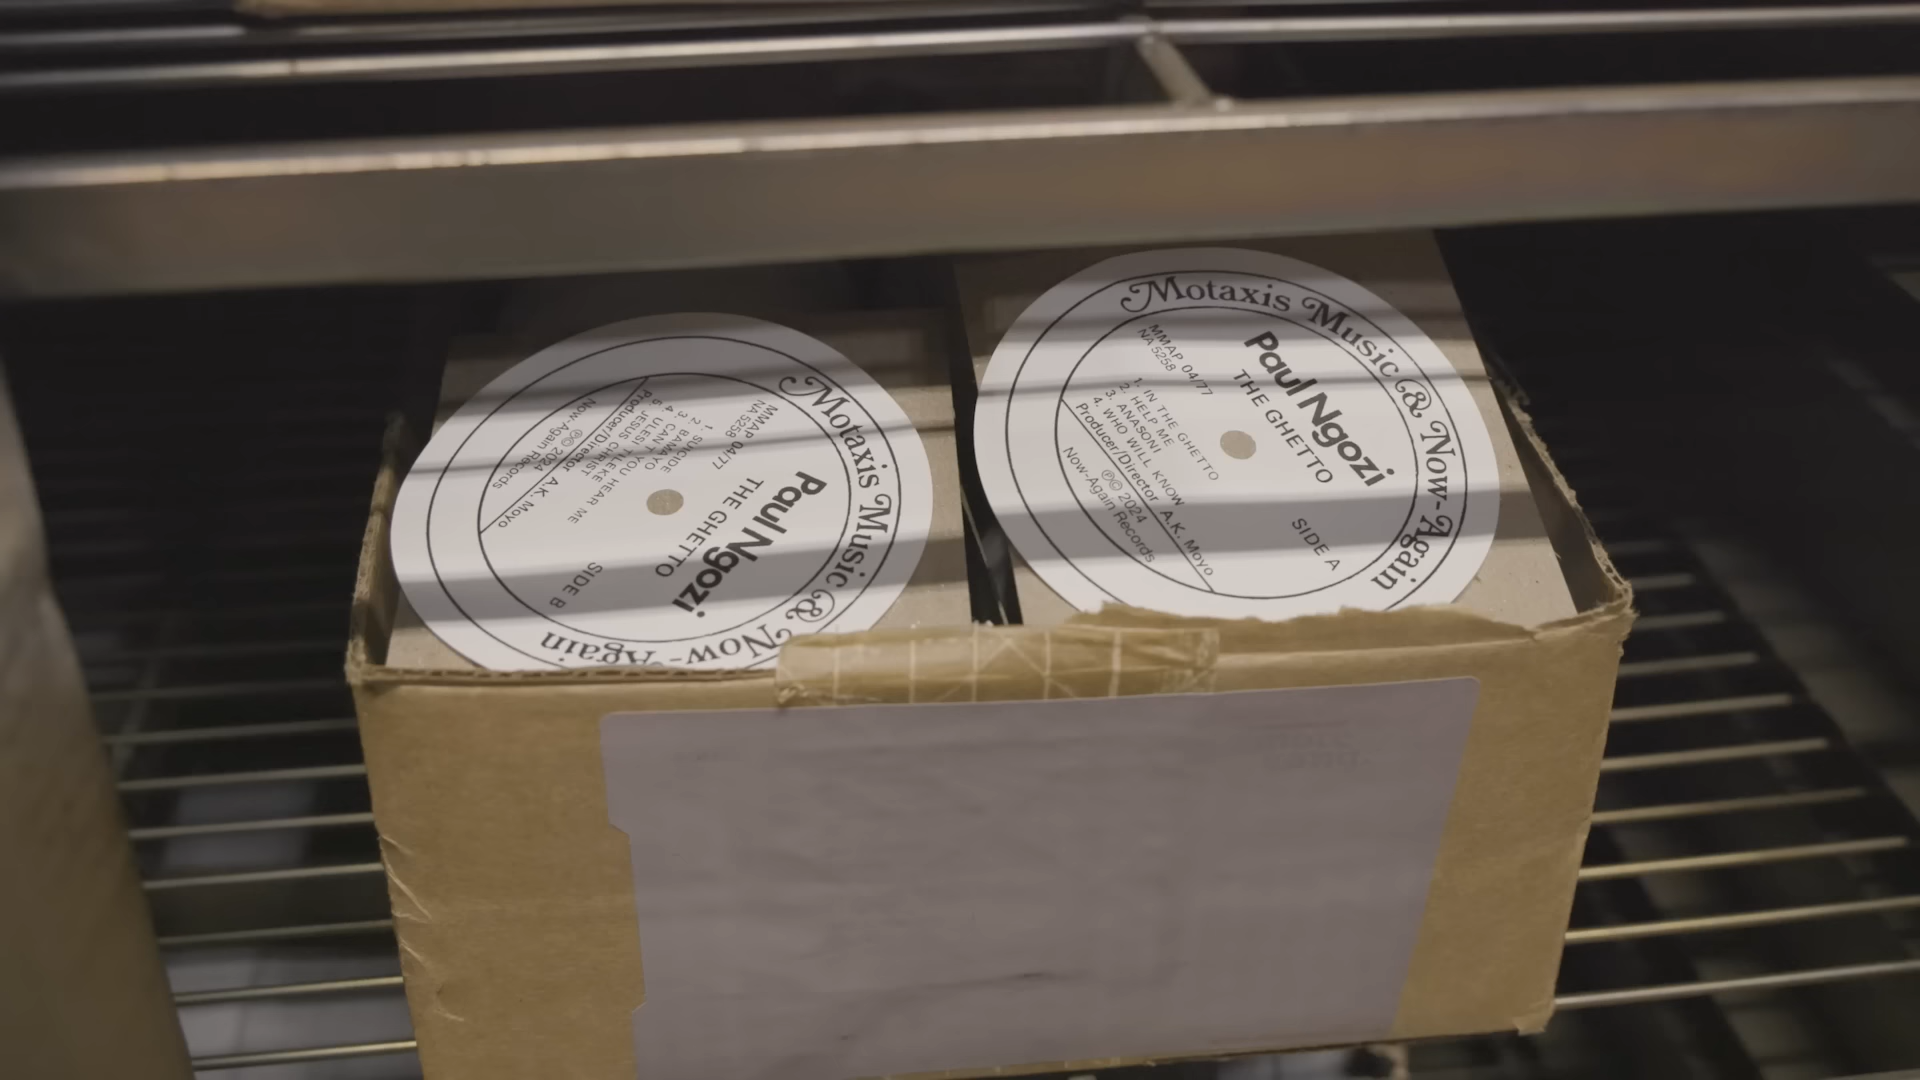 Motaxis Music & Now-Again
MMAP 04/77
NA 5258
Paul Ngozi
THE GHETTO
1. SUICIDE
2. BAMAYO
3. CAN'T YOU HEAR ME
4. ULESI TILEKE
5. JESUS CHRIST
Producer/Director A.K. Moyo
℗© 2024
Now-Again Records
SIDE B
Motaxis Music & Now-Again
MMAP 04/77
NA 5258
Paul Ngozi
THE GHETTO
1. IN THE GHETTO
2. HELP ME
3. ANASONI
4. WHO WILL KNOW
Producer/Director A.K. Moyo
℗© 2024
Now-Again Records
SIDE A